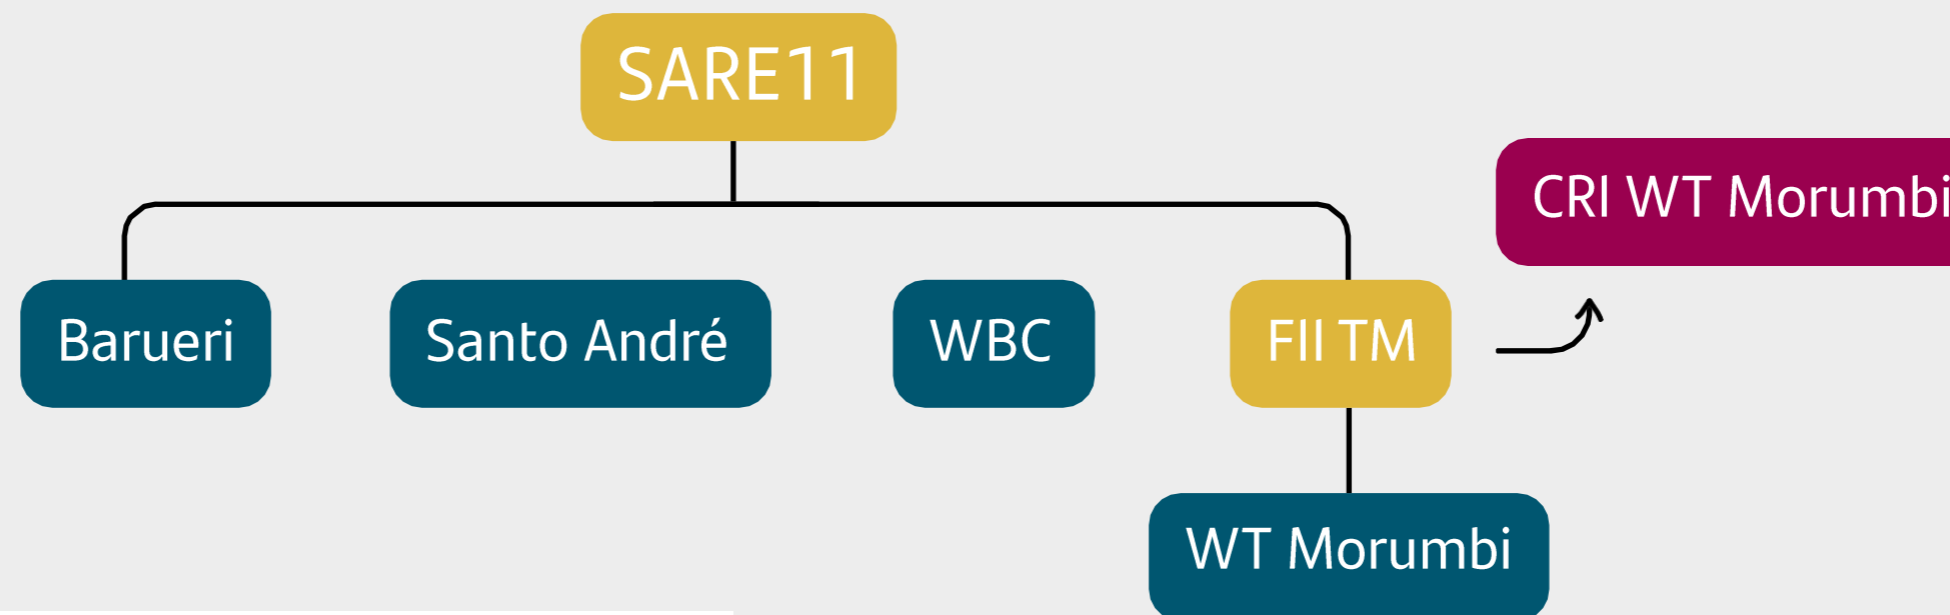 SARE11
CRI WT Morumbi
Barueri
Santo André
WBC
FII TM
WT Morumbi